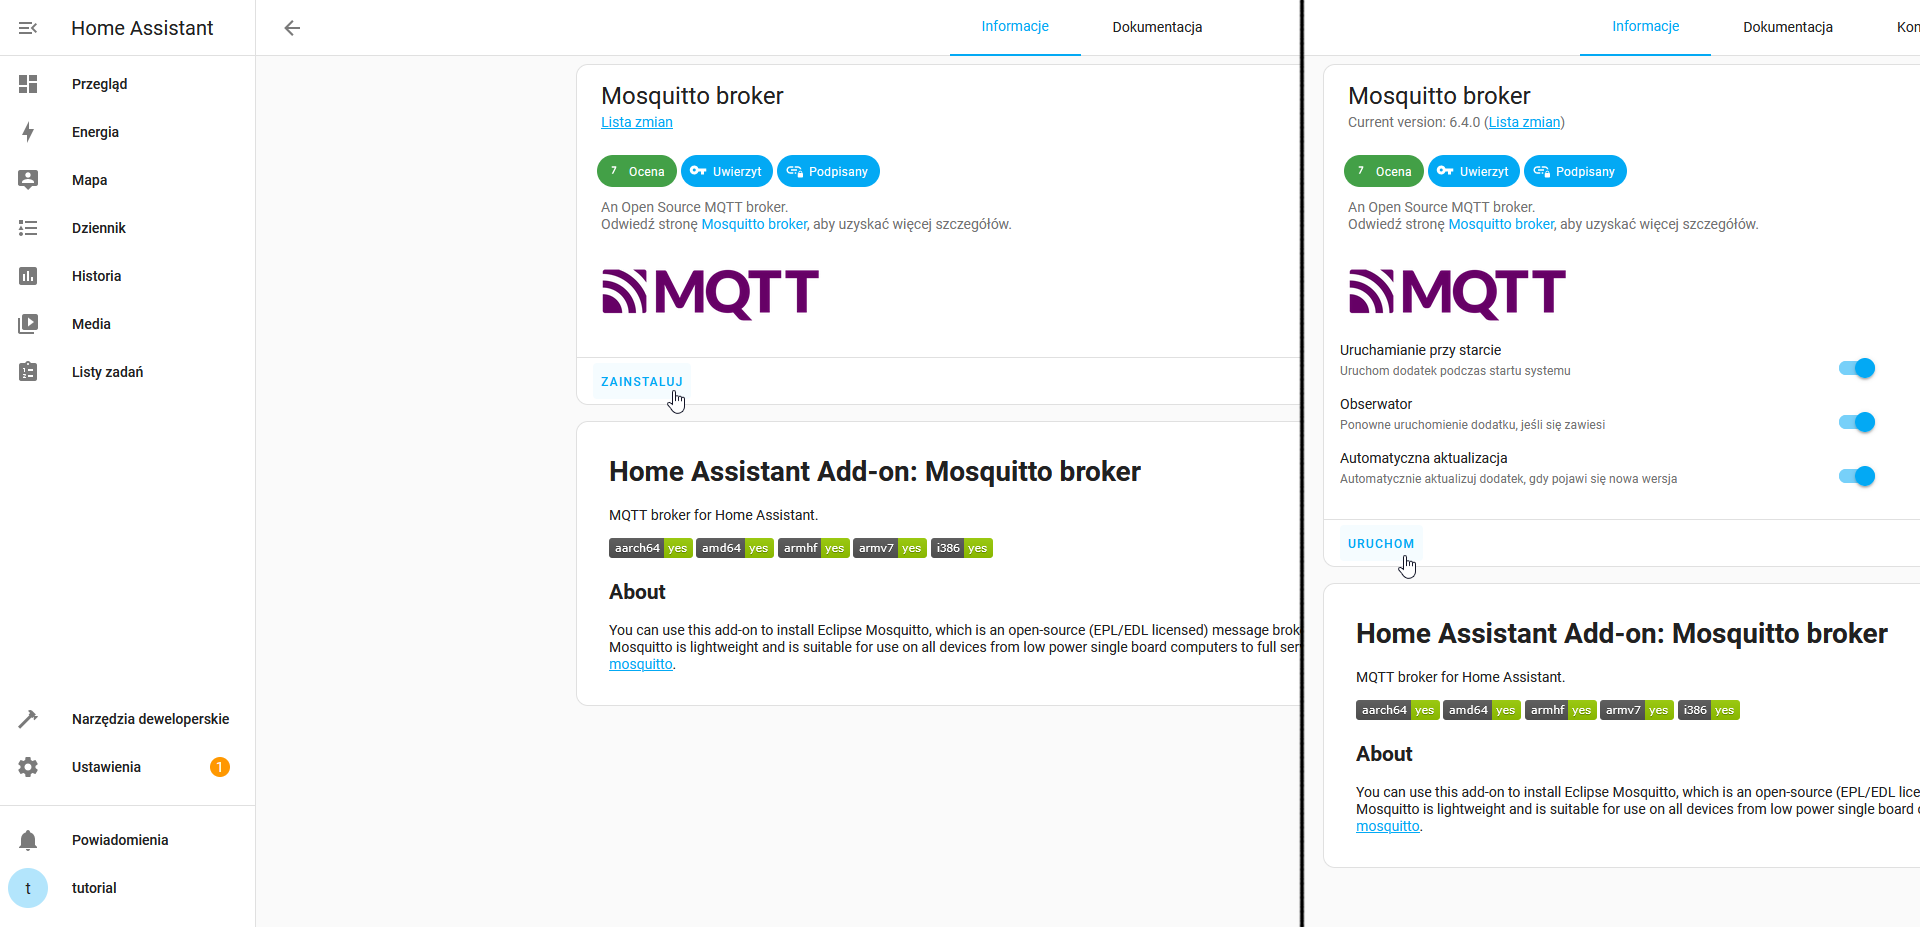 Home Assistant
Przegląd
Energia
Mapa
Dziennik
Historia
Media
Listy zadań
Narzędzia deweloperskie
Ustawienia 1
Powiadomienia
t tutorial
Informacje Dokumentacja
Mosquitto broker
Lista zmian
7 Ocena Uwierzyt Podpisany
An Open Source MQTT broker.
Odwiedź stronę Mosquitto broker, aby uzyskać więcej szczegółów.
MQTT
ZAINSTALUJ
Home Assistant Add-on: Mosquitto broker
MQTT broker for Home Assistant.
aarch64 yes amd64 yes armhf yes armv7 yes i386 yes
About
You can use this add-on to install Eclipse Mosquitto, which is an open-source (EPL/EDL licensed) message brok
Mosquitto is lightweight and is suitable for use on all devices from low power single board computers to full ser
mosquitto.
Informacje Dokumentacja Kon
Mosquitto broker
Current version: 6.4.0 (Lista zmian)
7 Ocena Uwierzyt Podpisany
An Open Source MQTT broker.
Odwiedź stronę Mosquitto broker, aby uzyskać więcej szczegółów.
MQTT
Uruchamianie przy starcie
Uruchom dodatek podczas startu systemu
Obserwator
Ponowne uruchomienie dodatku, jeśli się zawiesi
Automatyczna aktualizacja
Automatycznie aktualizuj dodatek, gdy pojawi się nowa wersja
URUCHOM
Home Assistant Add-on: Mosquitto broker
MQTT broker for Home Assistant.
aarch64 yes amd64 yes armhf yes armv7 yes i386 yes
About
You can use this add-on to install Eclipse Mosquitto, which is an open-source (EPL/EDL lice
Mosquitto is lightweight and is suitable for use on all devices from low power single board
mosquitto.